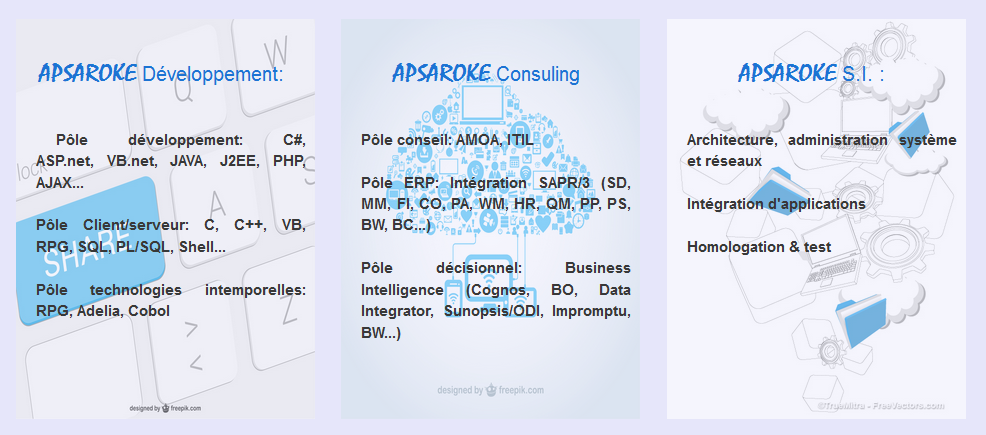 APSAROKE Développement:
Pôle développement: C#,
ASP.net, VB.net, JAVA, J2EE, PHP,
AJAX...
Pôle Client/serveur: C, C++, VB,
RPG, SQL, PL/SQL, Shell...
Pôle technologies intemporelles:
RPG, Adelia, Cobol
W
Q
lock
A
S
SHARE
Z
designed by freepik.com
APSAROKE Consuling
Pôle conseil: AMOA, ITIL
Pôle ERP: Intégration SAPR/3 (SD,
MM, FI, CO, PA, WM, HR, QM, PP, PS,
BW, BC...)
Pôle décisionnel: Business
Intelligence (Cognos, BO, Data
Integrator, Sunopsis/ODI, Impromptu,
BW...)
designed by freepik.com
APSAROKE S.I. :
Architecture, administration système
et réseaux
Intégration d'applications
Homologation & test
©TrueMitra - FreeVectors.com